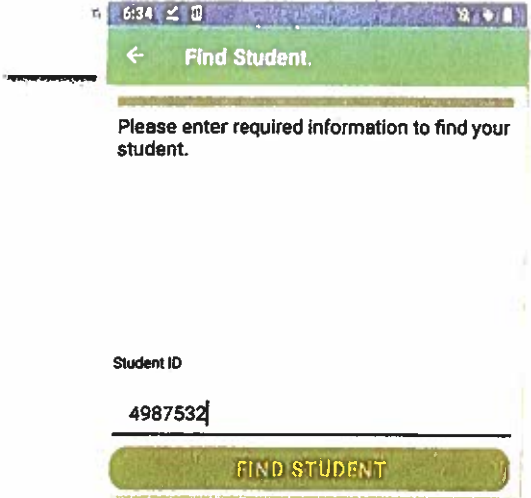 6:34
Find Student.
Please enter required information to find your
student.
Student ID
4987532
FIND STUDENT